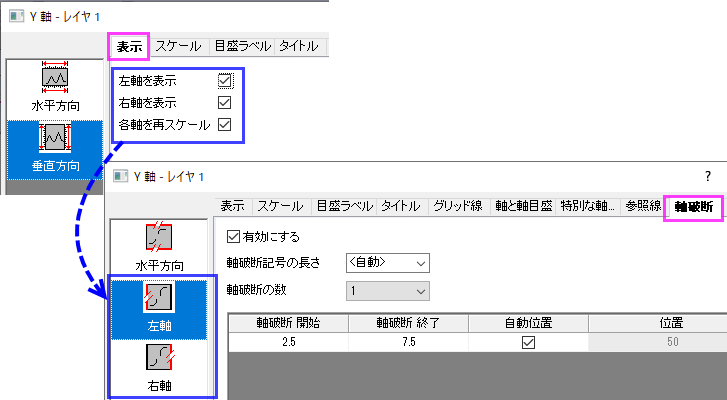 Y 軸 - レイヤ 1
表示 スケール 目盛ラベル タイトル
水平方向
垂直方向
左軸を表示
右軸を表示
各軸を再スケール
Y 軸 - レイヤ 1 ?
表示 スケール 目盛ラベル タイトル グリッド線 軸と軸目盛 特別な軸... 参照線 軸破断
水平方向
左軸
右軸
有効にする
軸破断記号の長さ <自動>
軸破断の数 1
軸破断 開始 軸破断 終了 自動位置 位置
2.5 7.5 50